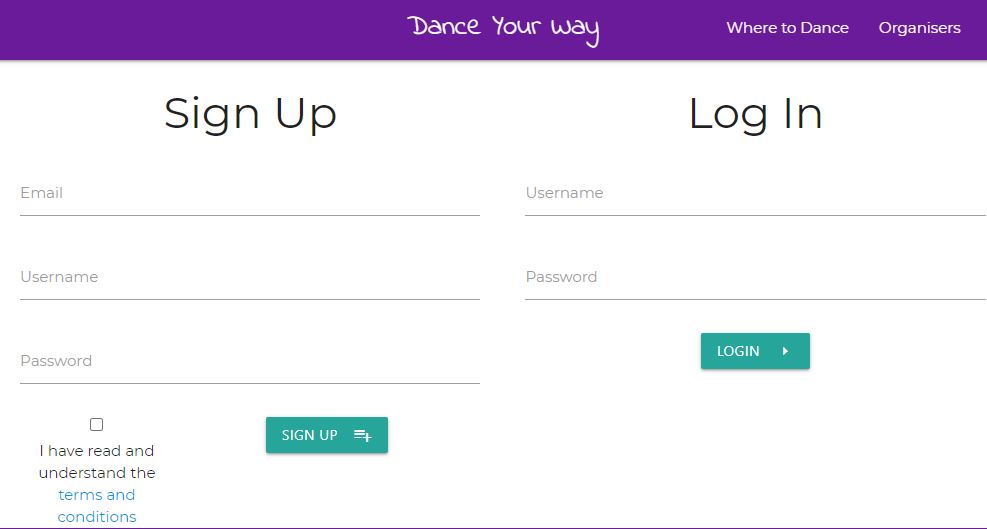 Dance Your Way
Where to Dance
Organisers
Sign Up
Email
Username
Password
I have read and
understand the
terms and
conditions
SIGN UP
Log In
Username
Password
LOGIN